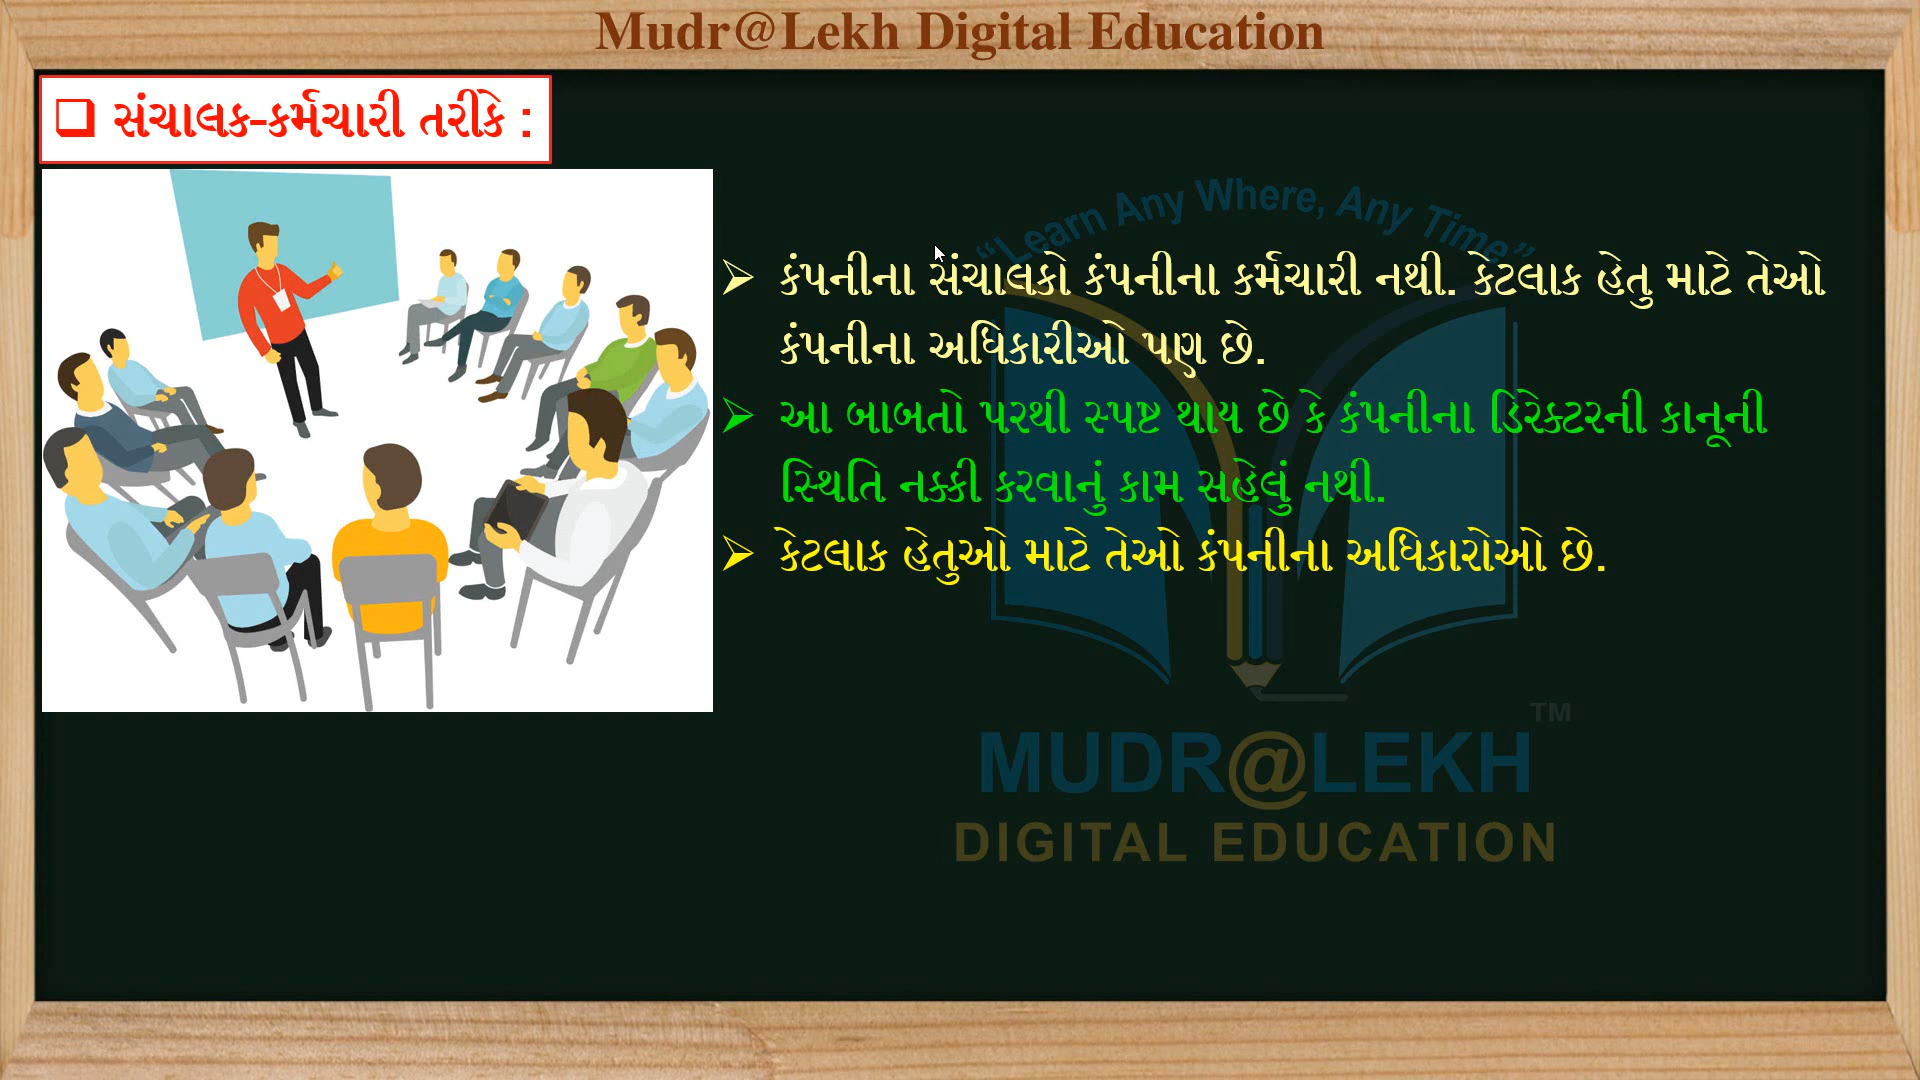 Mudr@Lekh Digital Education
❑ સંચાલક-કર્મચારી તરીકે :
“Learn Any Where, Any Time”
➢ કંપનીના સંચાલકો કંપનીના કર્મચારી નથી. કેટલાક હેતુ માટે તેઓ
કંપનીના અધિકારીઓ પણ છે.
➢ આ બાબતો પરથી સ્પષ્ટ થાય છે કે કંપનીના ડિરેક્ટરની કાનૂની
સ્થિતિ નક્કી કરવાનું કામ સહેલું નથી.
➢ કેટલાક હેતુઓ માટે તેઓ કંપનીના અધિકારોઓ છે.
MUDR@LEKH TM
DIGITAL EDUCATION